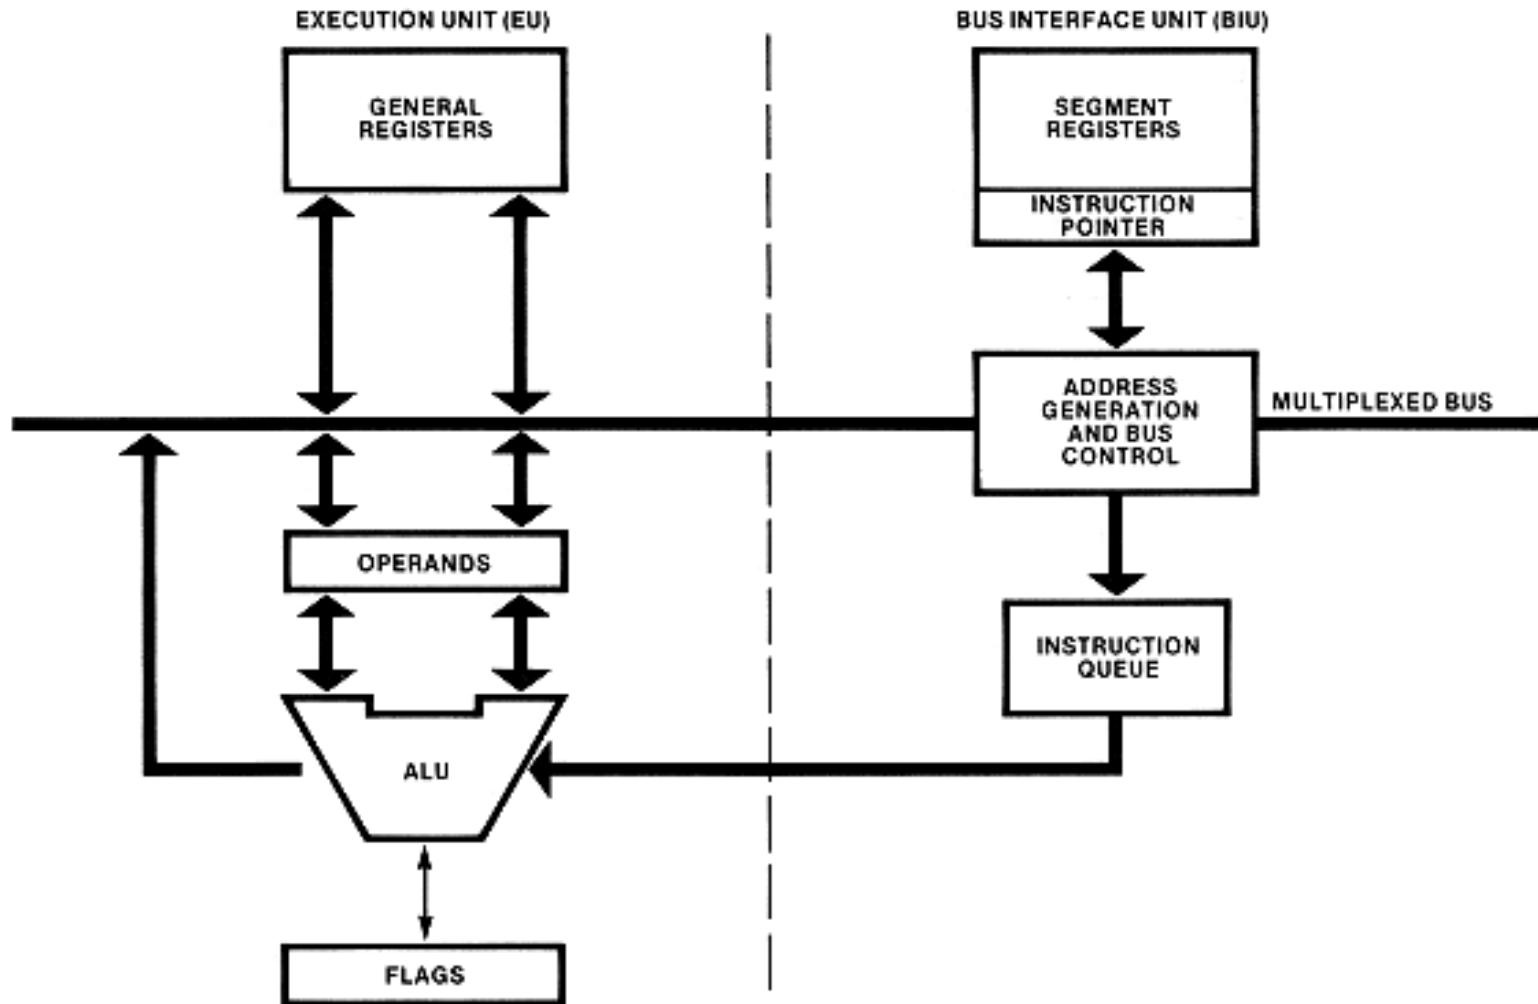 EXECUTION UNIT (EU)
BUS INTERFACE UNIT (BIU)
GENERAL
REGISTERS
SEGMENT
REGISTERS
INSTRUCTION
POINTER
ADDRESS
GENERATION
AND BUS
CONTROL
MULTIPLEXED BUS
OPERANDS
INSTRUCTION
QUEUE
ALU
FLAGS